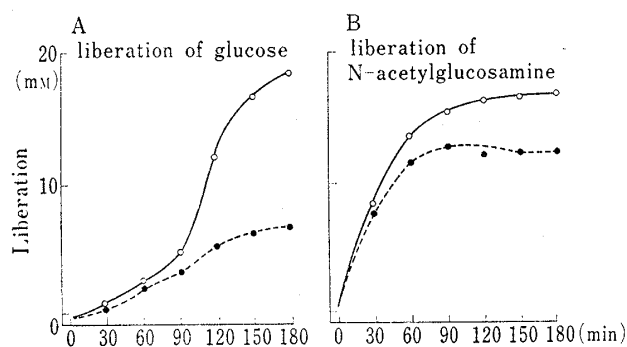 A
liberation of glucose
B
liberation of
N-acetylglucosamine
20
(mM)
10
0
Liberation
0 30 60 90 120 150 180
0 30 60 90 120 150 180 (min)